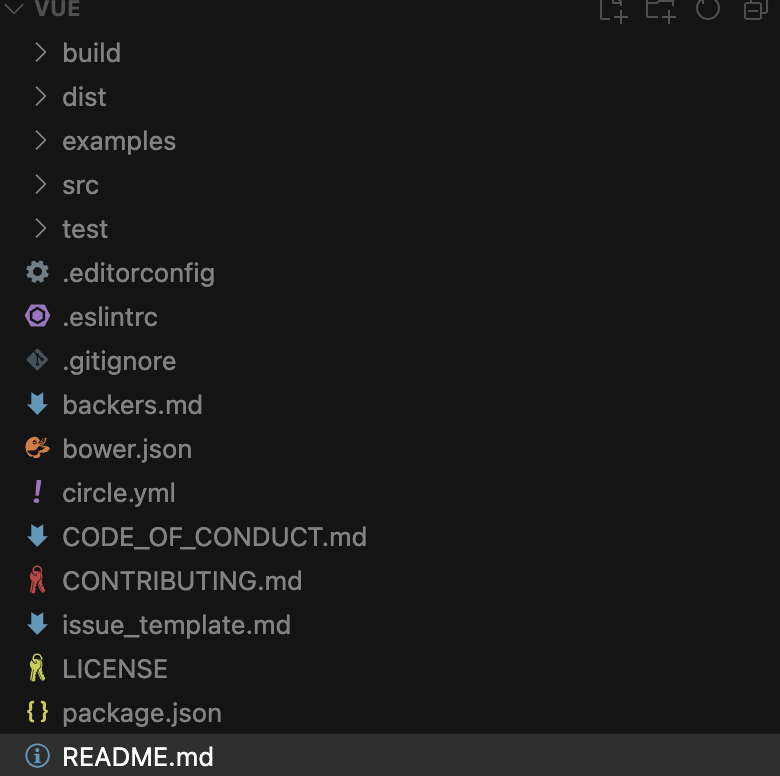 VUE
build
dist
examples
src
test
.editorconfig
.eslintrc
.gitignore
backers.md
bower.json
circle.yml
CODE_OF_CONDUCT.md
CONTRIBUTING.md
issue_template.md
LICENSE
package.json
README.md